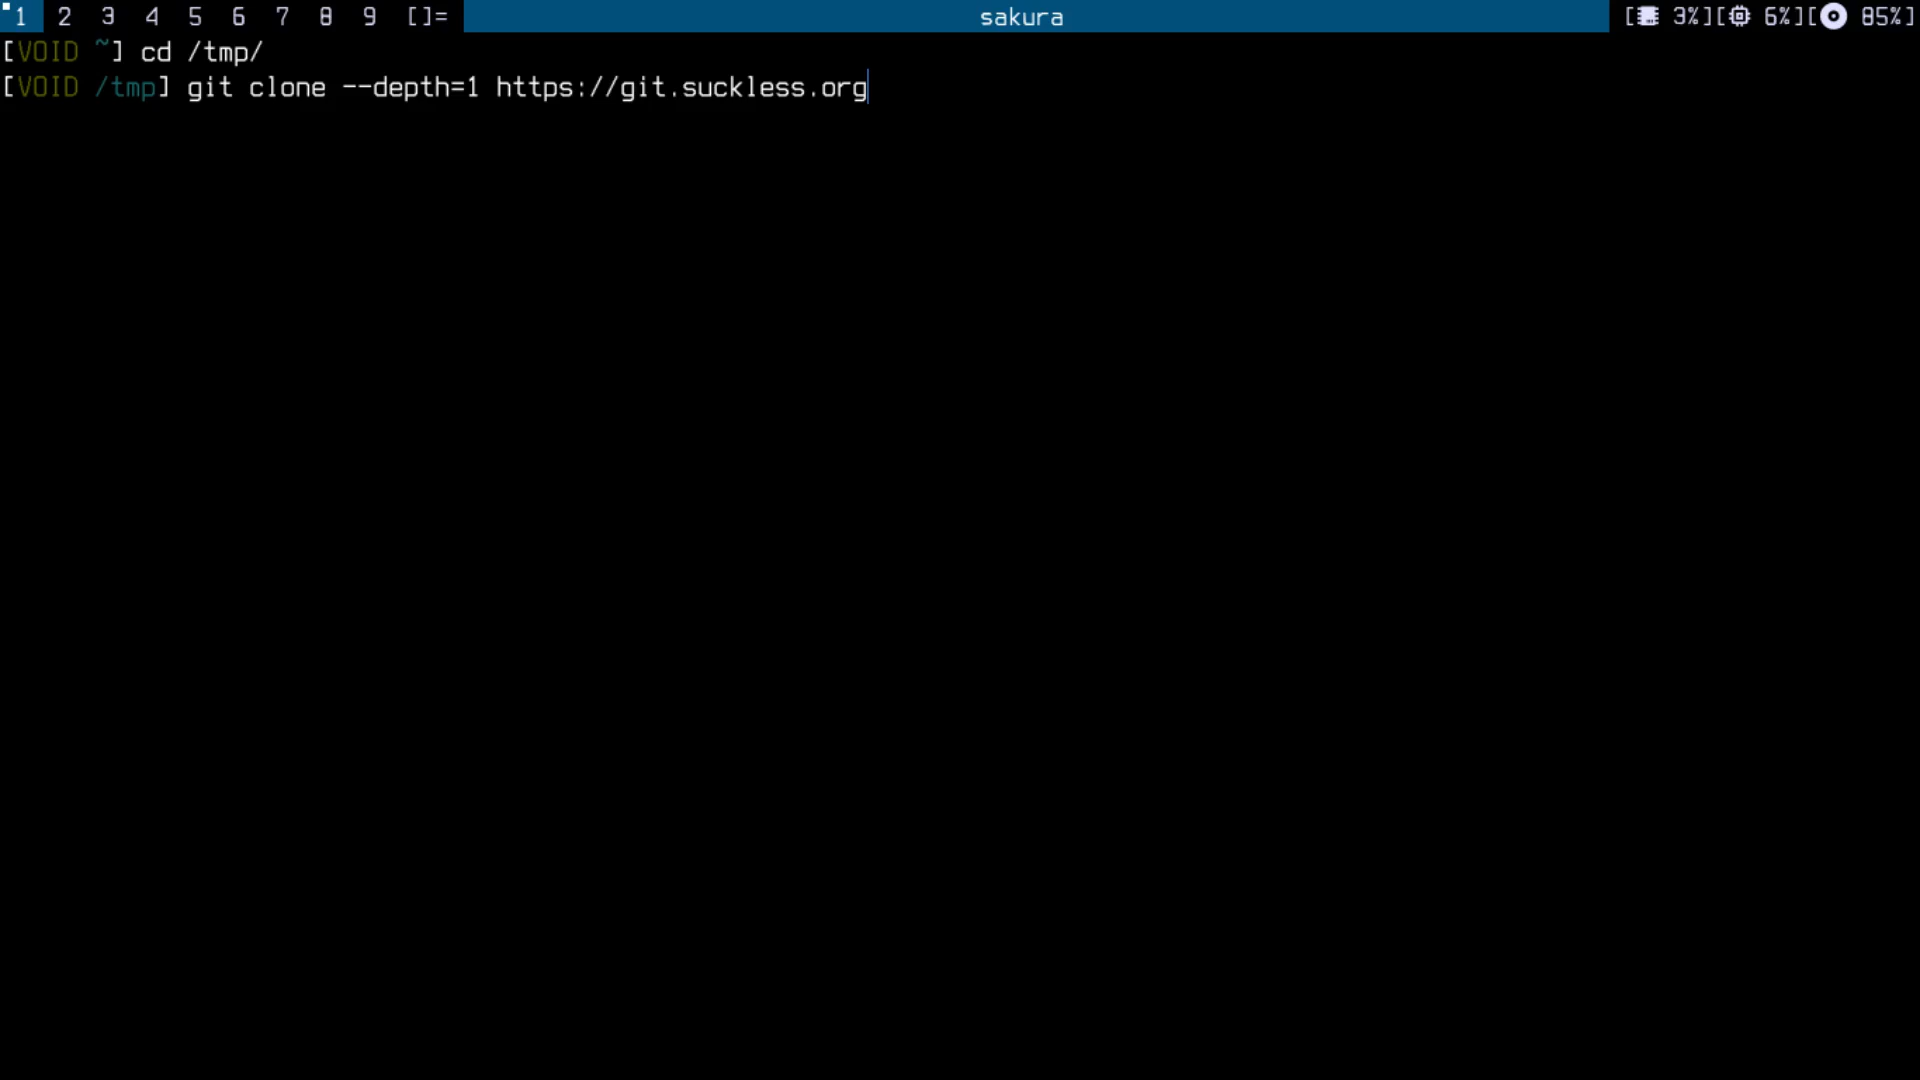 1 2 3 4 5 6 7 8 9 []= sakura [ 3%][ 6%][ 85%]
[VOID ~] cd /tmp/
[VOID /tmp] git clone --depth=1 https://git.suckless.org